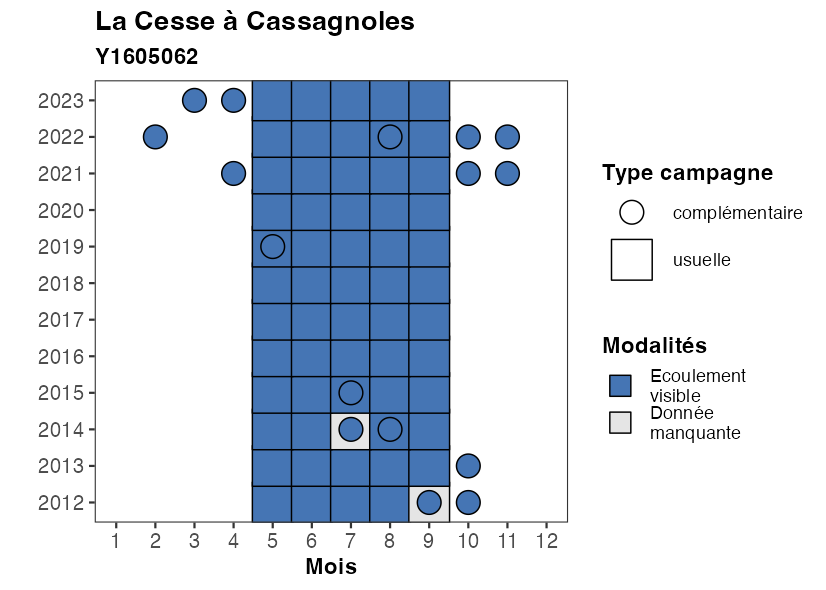 La Cesse à Cassagnoles
Y1605062
2023
2022
2021
2020
2019
2018
2017
2016
2015
2014
2013
2012
1 2 3 4 5 6 7 8 9 10 11 12
Mois
Type campagne
complémentaire
usuelle
Modalités
Ecoulement
visible
Donnée
manquante